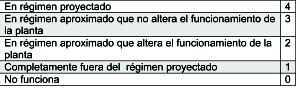 En régimen proyectado 4
En régimen aproximado que no altera el funcionamiento de 3
la planta
En régimen aproximado que altera el funcionamiento de la 2
planta
Completamente fuera del régimen proyectado 1
No funciona 0